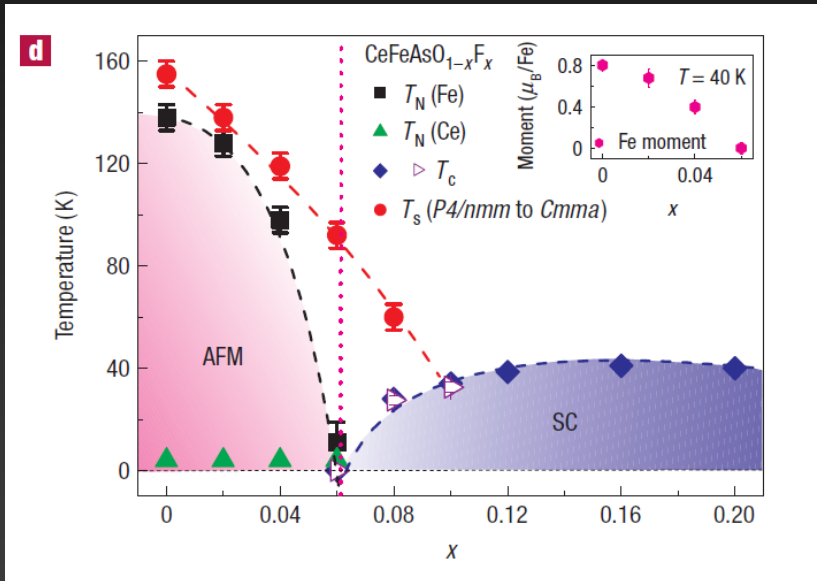 d
CeFeAsO1−xFx
TN (Fe)
TN (Ce)
Tc
Ts (P4/nmm to Cmma)
Temperature (K)
160
120
80
40
0
AFM
SC
0
0.04
0.08
0.12
0.16
0.20
x
Moment (μB/Fe)
0.8
0.4
0
T = 40 K
Fe moment
0
0.04
x